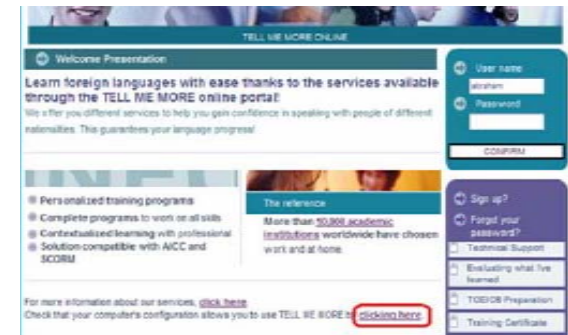 TELL ME MORE ONLINE
Welcome Presentation
Learn foreign languages with ease thanks to the services available
through the TELL ME MORE online portal!
We offer you different services to help you gain confidence in speaking with people of different
nationalities. This guarantees your language progress!
Personalized training programs
Complete programs to work on all skills
Contextualized learning with professional
Solution compatible with AICC and
SCORM
The reference
More than 10,000 academic
institutions worldwide have chosen
work and at home.
For more information about our services, click here
Check that your computer's configuration allows you to use TELL ME MORE by clicking here.
User name
abraham
Password
CONFIRM
Sign up?
Forgot your
password?
Technical Support
Evaluating what I've
learned
TOEIC® Preparation
Training Certificate